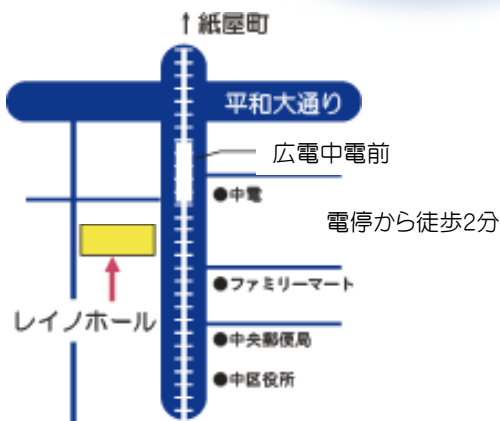 ↑紙屋町
平和大通り
広電中電前
●中電
電停から徒歩2分
●ファミリーマート
レイノホール
●中央郵便局
●中区役所